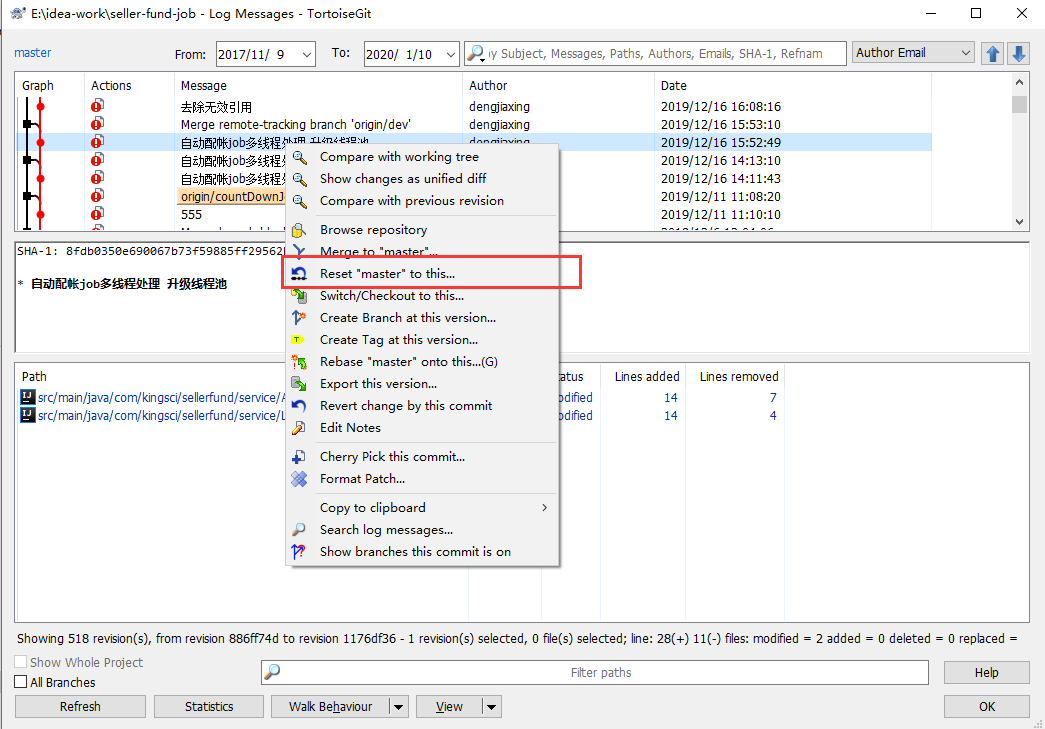 E:\idea-work\seller-fund-job - Log Messages - TortoiseGit
master
From: 2017/11/ 9 To: 2020/ 1/10 y Subject, Messages, Paths, Authors, Emails, SHA-1, Refnam Author Email
Graph Actions Message Author Date
去除无效引用 dengjiaxing 2019/12/16 16:08:16
Merge remote-tracking branch 'origin/dev' dengjiaxing 2019/12/16 15:53:10
自动配帐job多线程处理 升级线程池 dengjiaxing 2019/12/16 15:52:49
自动配帐job多线程处 2019/12/16 14:13:10
自动配帐job多线程处 2019/12/16 14:11:43
origin/countDownJ 2019/12/11 11:08:20
555 2019/12/11 11:10:10
Compare with working tree
Show changes as unified diff
Compare with previous revision
Browse repository
Merge to "master"...
Reset "master" to this...
Switch/Checkout to this...
Create Branch at this version...
Create Tag at this version...
Rebase "master" onto this...(G)
Export this version...
Revert change by this commit
Edit Notes
Cherry Pick this commit...
Format Patch...
Copy to clipboard
Search log messages...
Show branches this commit is on
SHA-1: 8fdb0350e690067b73f59885ff29562
* 自动配帐job多线程处理 升级线程池
Path tatus Lines added Lines removed
src/main/java/com/kingsci/sellerfund/service/A odified 14 7
src/main/java/com/kingsci/sellerfund/service/L odified 14 4
Showing 518 revision(s), from revision 886ff74d to revision 1176df36 - 1 revision(s) selected, 0 file(s) selected; line: 28(+) 11(-) files: modified = 2 added = 0 deleted = 0 replaced =
Show Whole Project
Filter paths
Help
All Branches
Refresh Statistics Walk Behaviour View OK